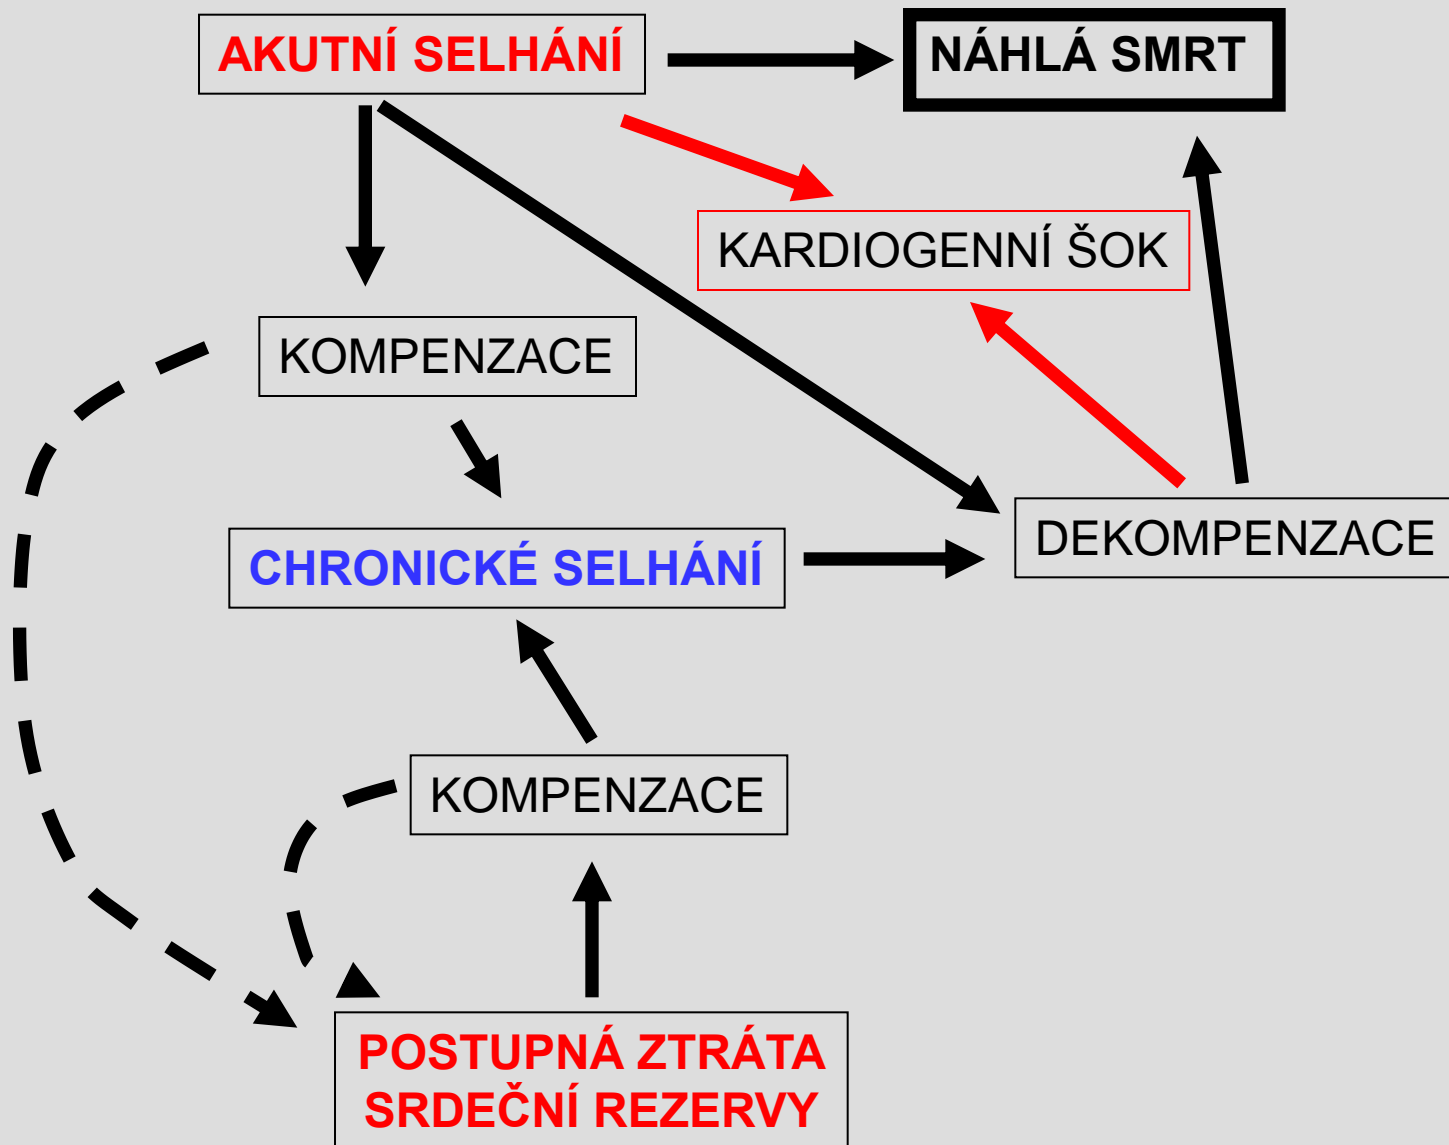 AKUTNÍ SELHÁNÍ
NÁHLÁ SMRT
KARDIOGENNÍ ŠOK
KOMPENZACE
DEKOMPENZACE
CHRONICKÉ SELHÁNÍ
KOMPENZACE
POSTUPNÁ ZTRÁTA
SRDEČNÍ REZERVY